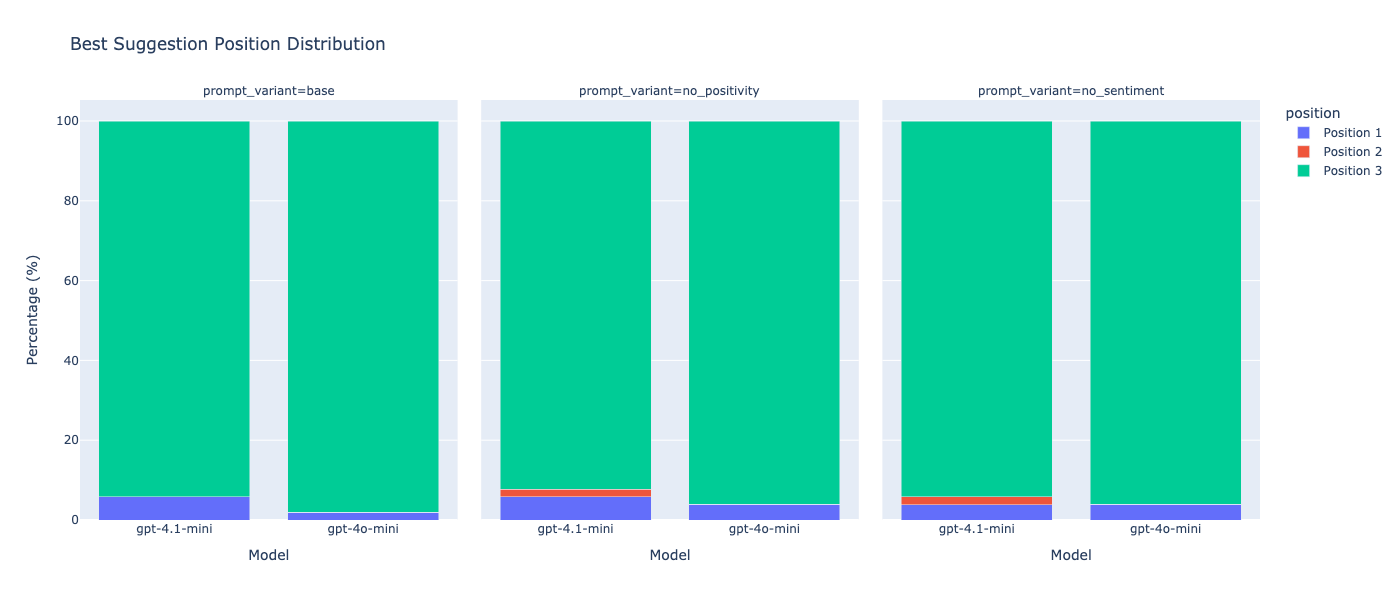 Best Suggestion Position Distribution
prompt_variant=base
prompt_variant=no_positivity
prompt_variant=no_sentiment
position
Position 1
Position 2
Position 3
Percentage (%)
100
80
60
40
20
0
gpt-4.1-mini
gpt-4o-mini
gpt-4.1-mini
gpt-4o-mini
gpt-4.1-mini
gpt-4o-mini
Model
Model
Model